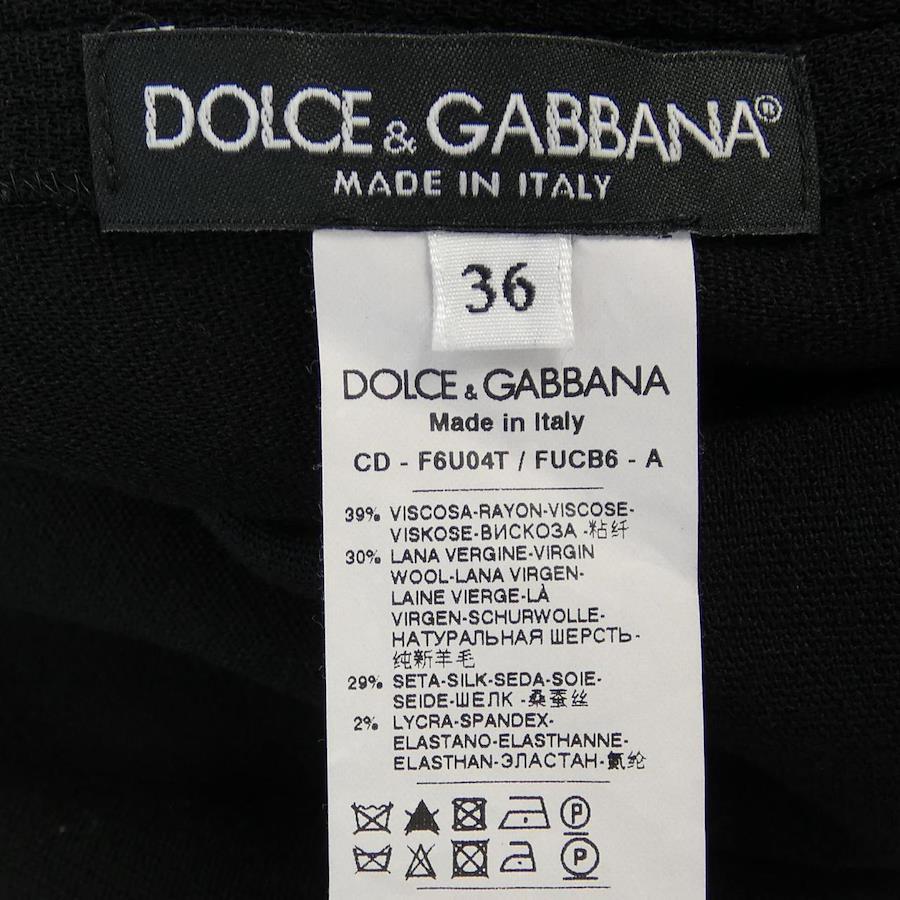 DOLCE & GABBANA®
MADE IN ITALY
36
DOLCE & GABBANA
Made in Italy
CD - F6U04T / FUCB6 - A
39% VISCOSA-RAYON-VISCOSE-
VISKOSE-ВИСКОЗА -粘纤
30% LANA VERGINE-VIRGIN
WOOL-LANA VIRGEN-
LAINE VIERGE-LÀ
VIRGEN-SCHURWOLLE-
НАТУРАЛЬНАЯ ШЕРСТЬ-
纯新羊毛
29% SETA-SILK-SEDA-SOIE-
SEIDE-ШЕЛК -桑蚕丝
2% LYCRA-SPANDEX-
ELASTANO-ELASTHANNE-
ELASTHAN-ЭЛАСТАН-氨纶
P
P